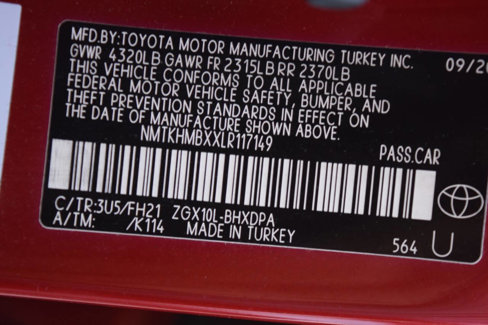 MFD.BY:TOYOTA MOTOR MANUFACTURING TURKEY INC. 09/20
GVWR 4320LB GAWR FR 2315LB RR 2370LB
THIS VEHICLE CONFORMS TO ALL APPLICABLE
FEDERAL MOTOR VEHICLE SAFETY, BUMPER, AND
THEFT PREVENTION STANDARDS IN EFFECT ON
THE DATE OF MANUFACTURE SHOWN ABOVE.
NMTKHMBXXLR117149
PASS.CAR
C/TR:3U5/FH21 ZGX10L-BHXDPA
A/TM: /K114 MADE IN TURKEY
564 U